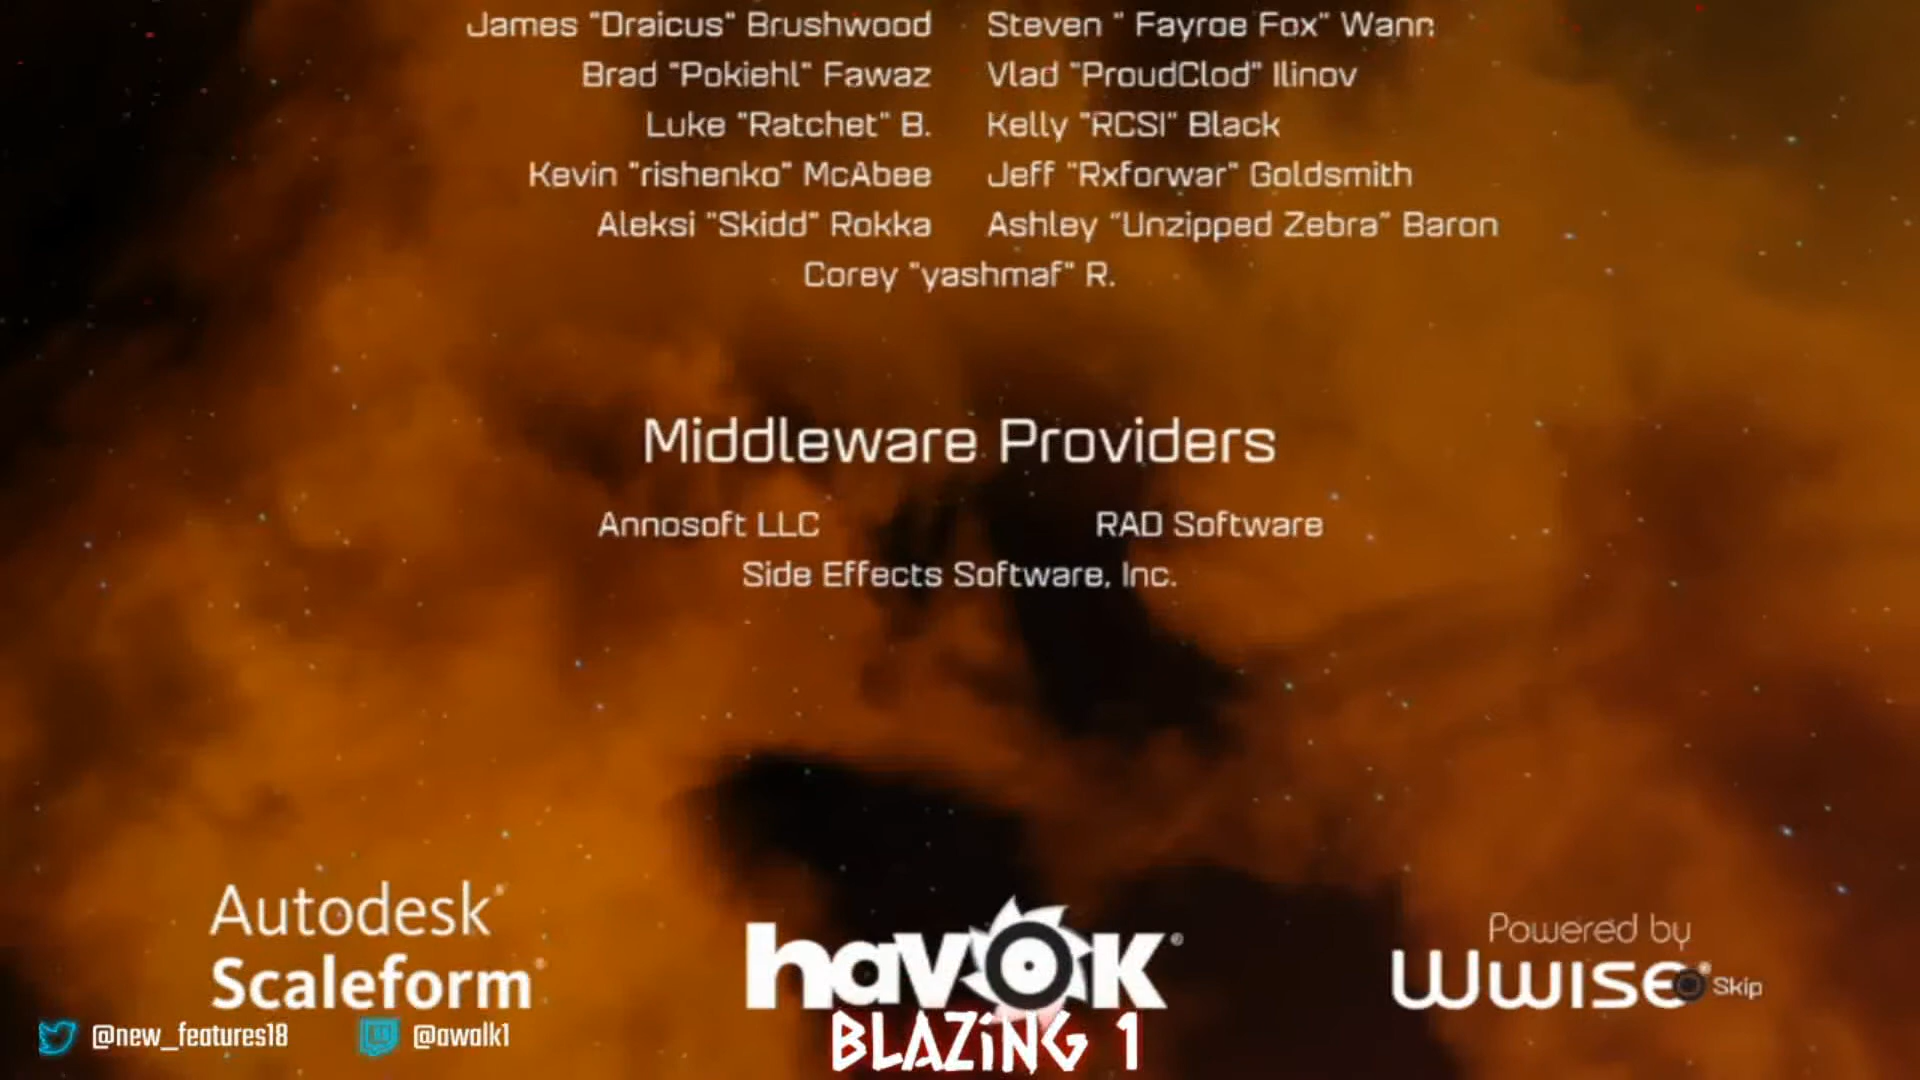 James "Draicus" Brushwood Steven " Fayroe Fox" Wann
Brad "Pokiehl" Fawaz Vlad "ProudClod" Ilinov
Luke "Ratchet" B. Kelly "RCSI" Black
Kevin "rishenko" McAbee Jeff "Rxforwar" Goldsmith
Aleksi "Skidd" Rokka Ashley "Unzipped Zebra" Baron
Corey "yashmaf" R.
Middleware Providers
Annosoft LLC RAD Software
Side Effects Software, Inc.
Autodesk®
Scaleform®
havok®
Powered by
Wwise®
Skip
@new_features18 @awalk1
BLAZiNG 1